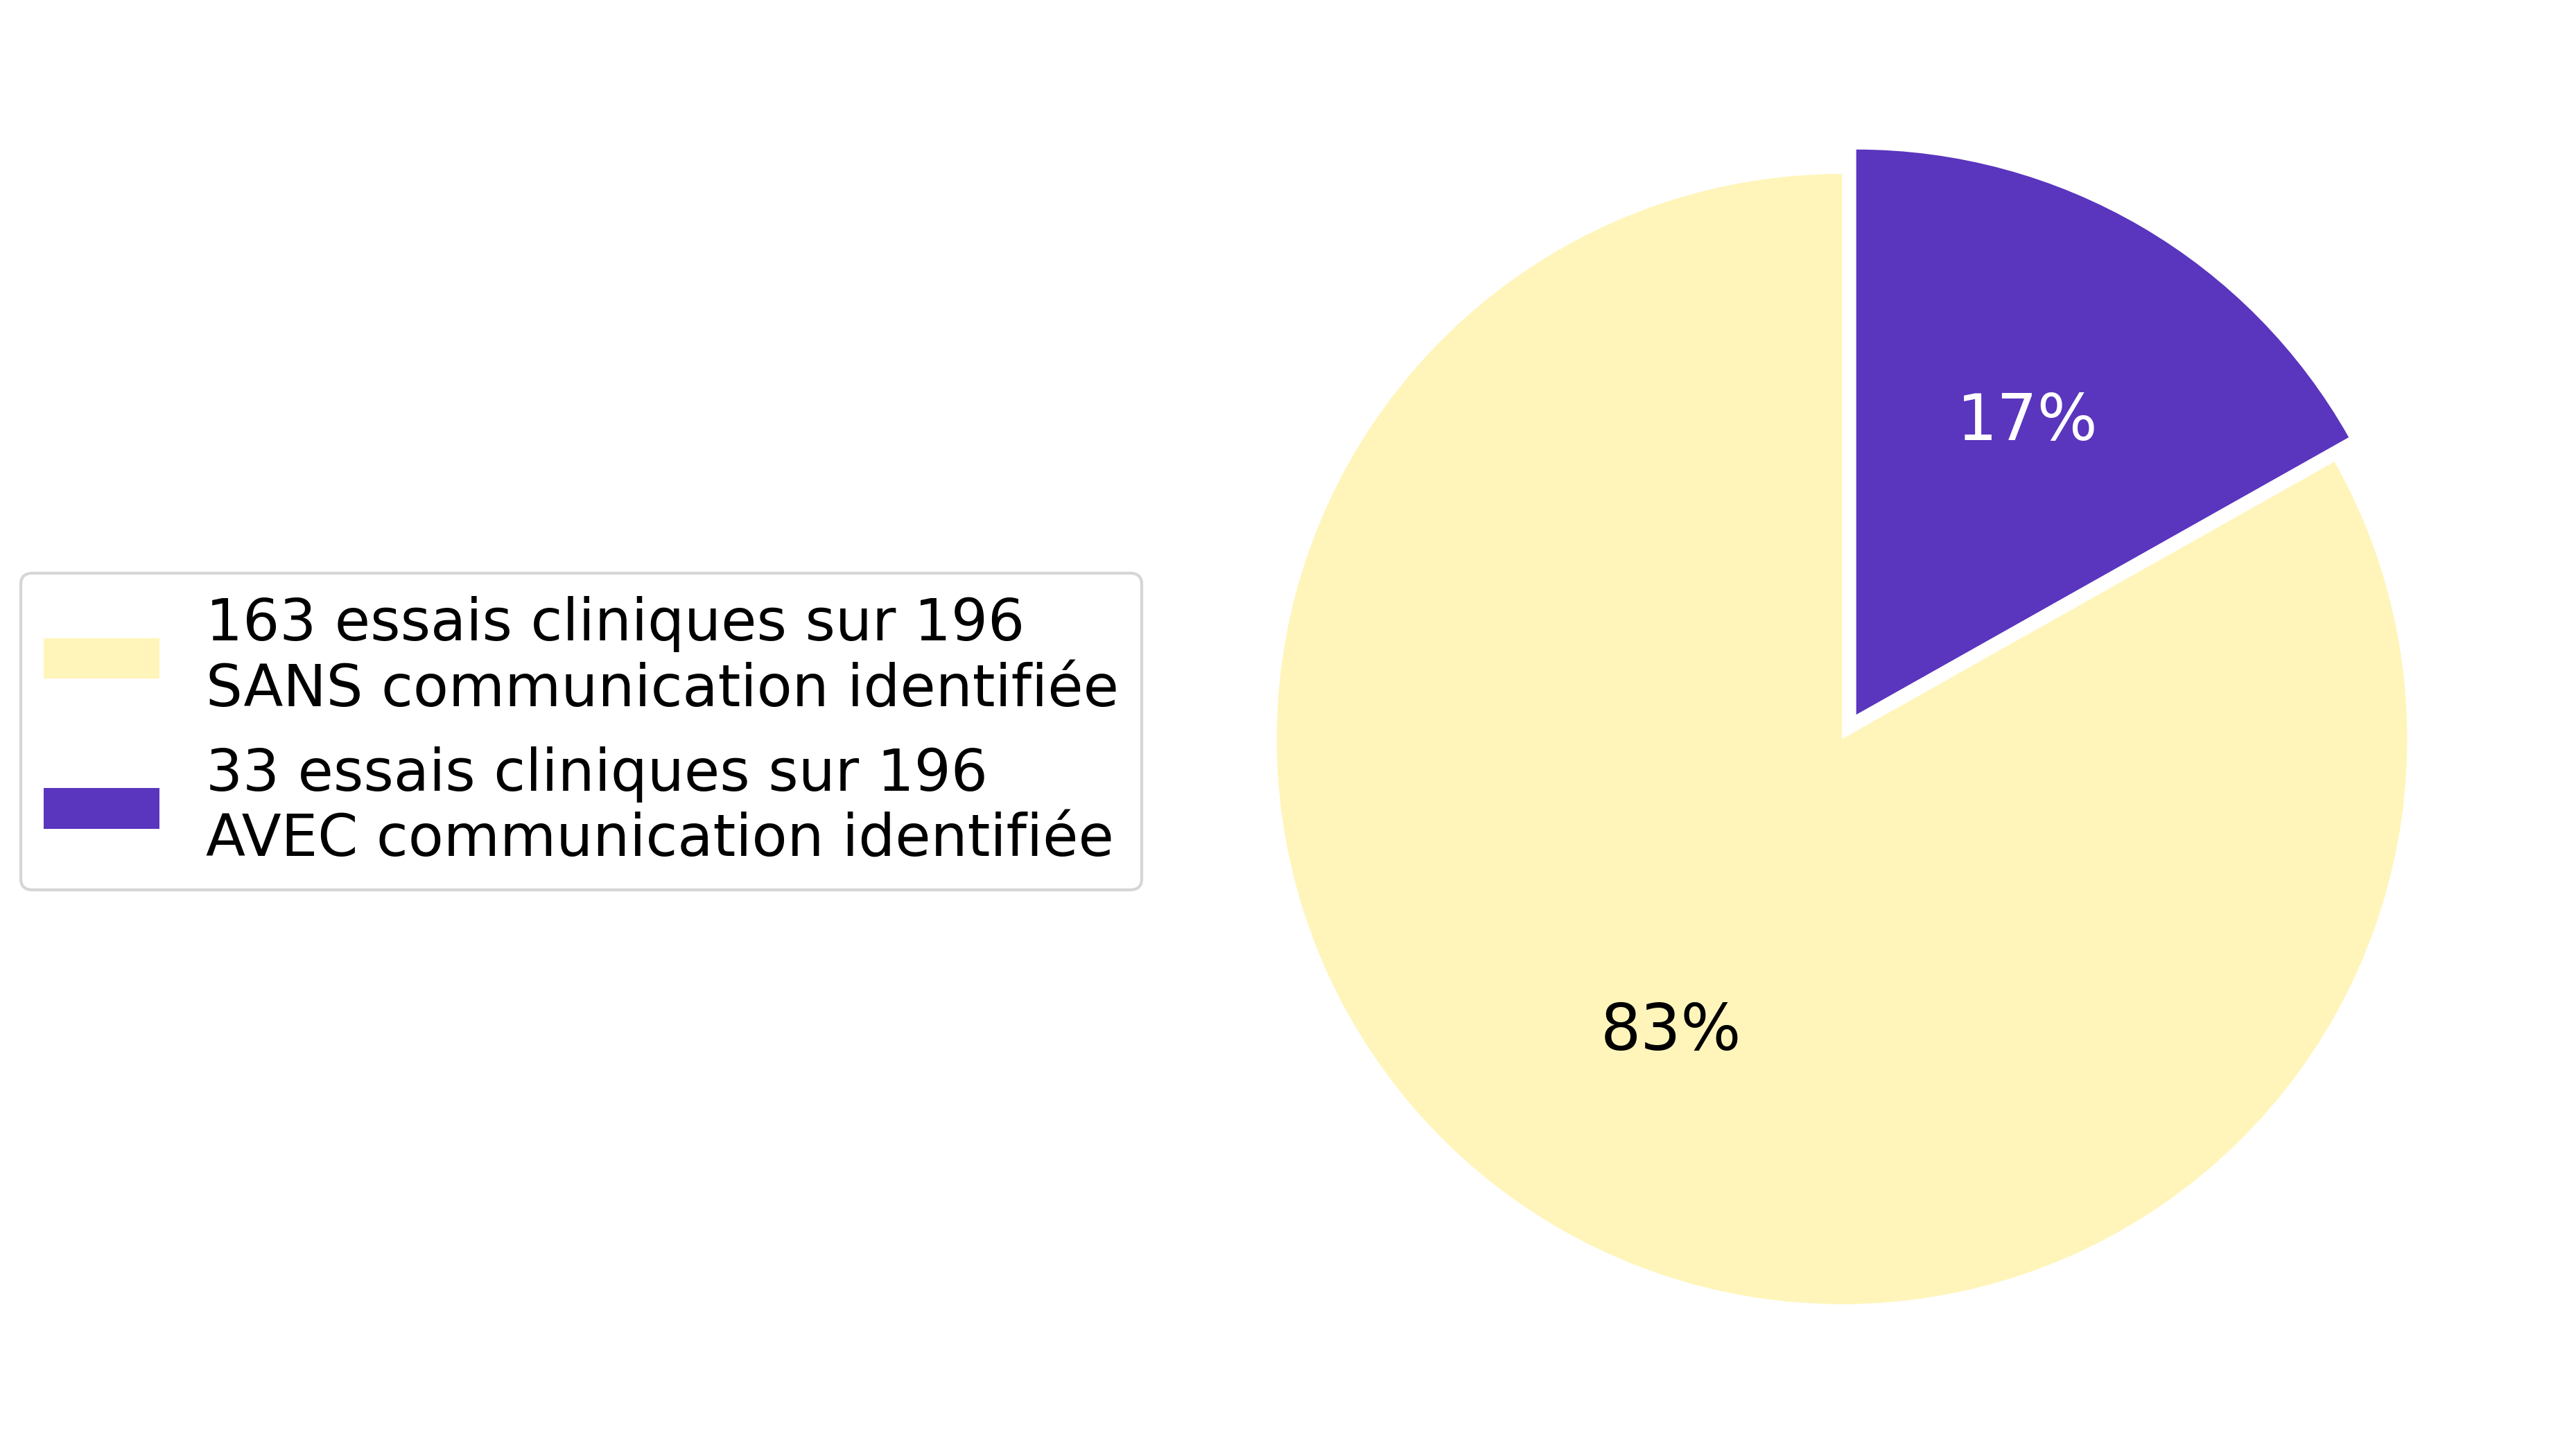 163 essais cliniques sur 196
SANS communication identifiée
33 essais cliniques sur 196
AVEC communication identifiée
17%
83%